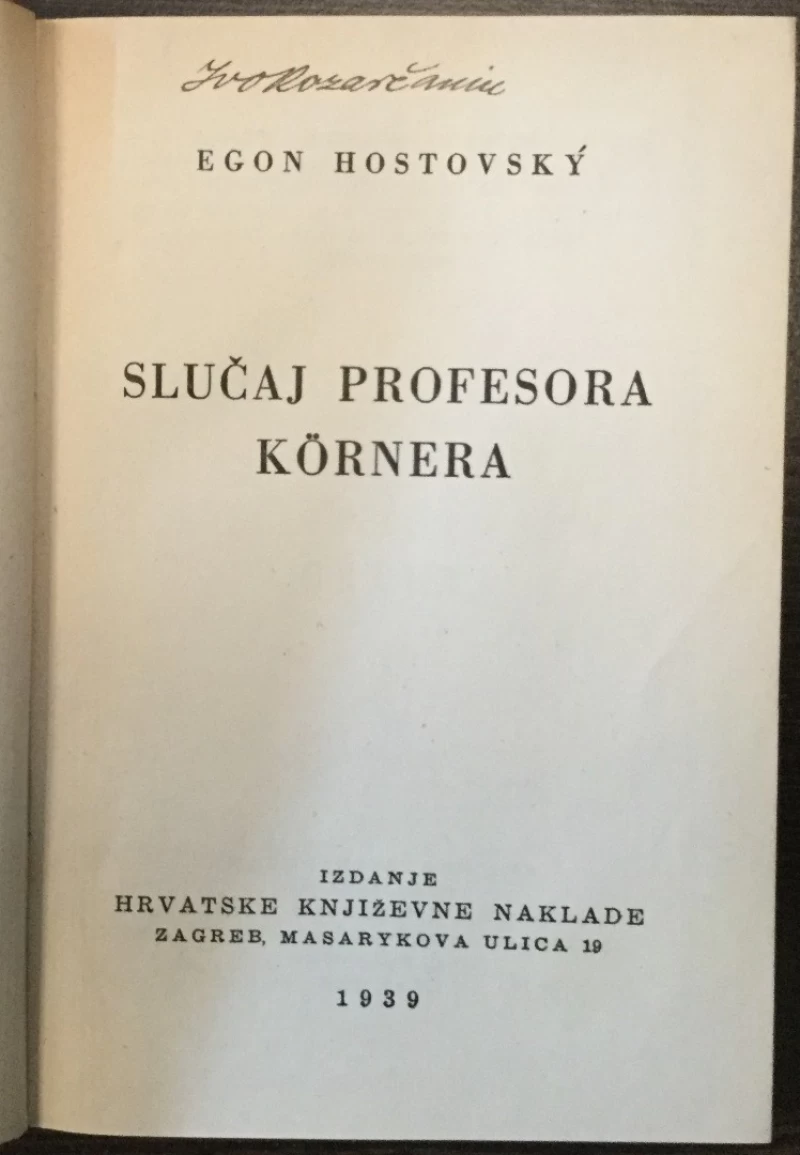 Ivo Kozarčanin
EGON HOSTOVSKÝ
SLUČAJ PROFESORA
KÖRNERA
IZDANJE
HRVATSKE KNJIŽEVNE NAKLADE
ZAGREB, MASARYKOVA ULICA 19
1939